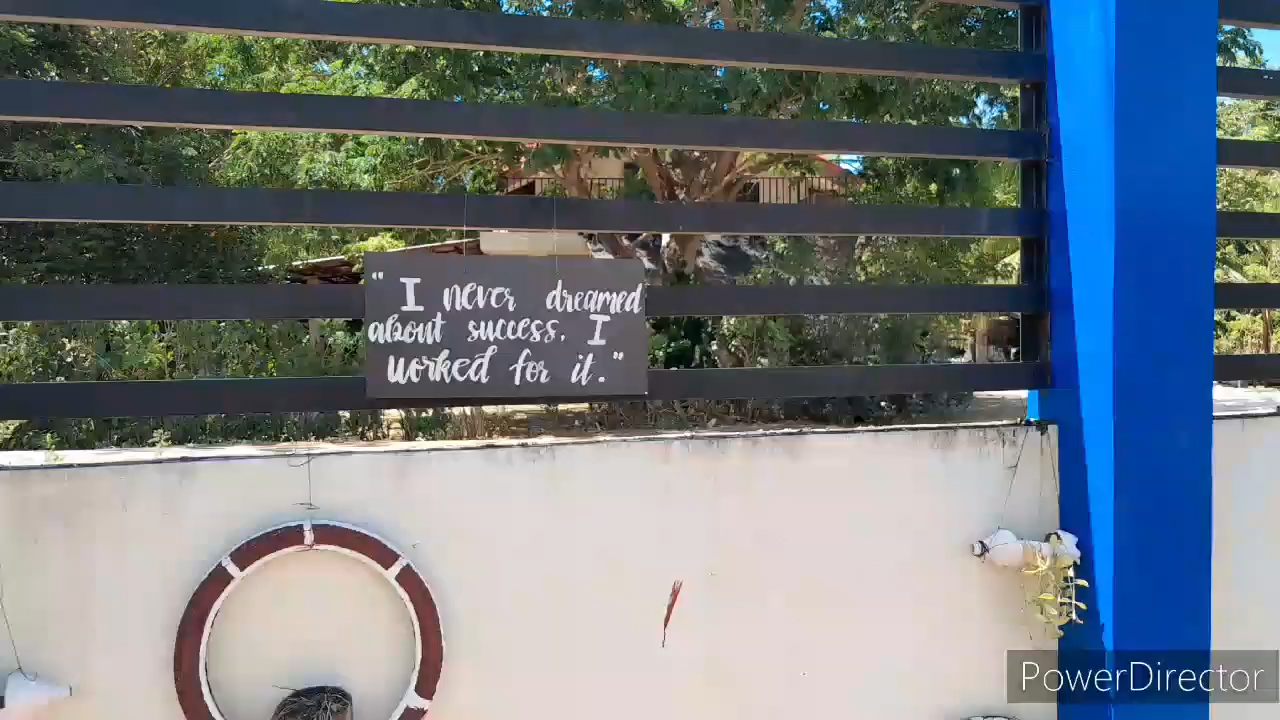 " I never dreamed
about success. I
worked for it. "
PowerDirector